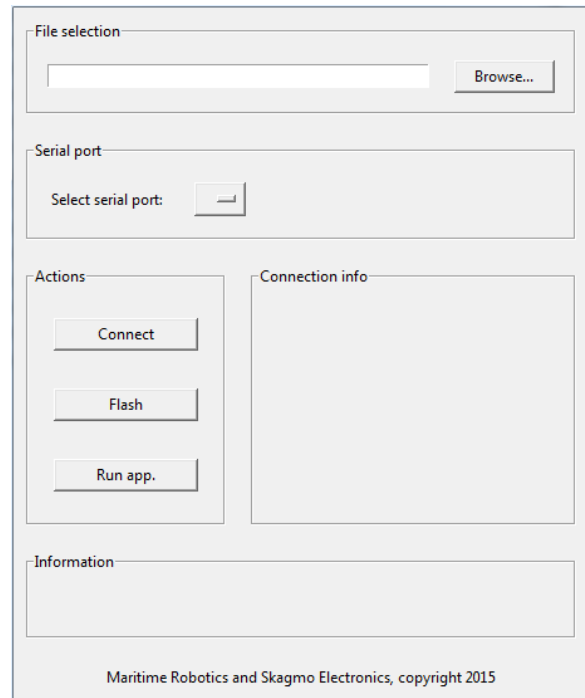 File selection
Browse...
Serial port
Select serial port:
Actions
Connection info
Connect
Flash
Run app.
Information
Maritime Robotics and Skagmo Electronics, copyright 2015